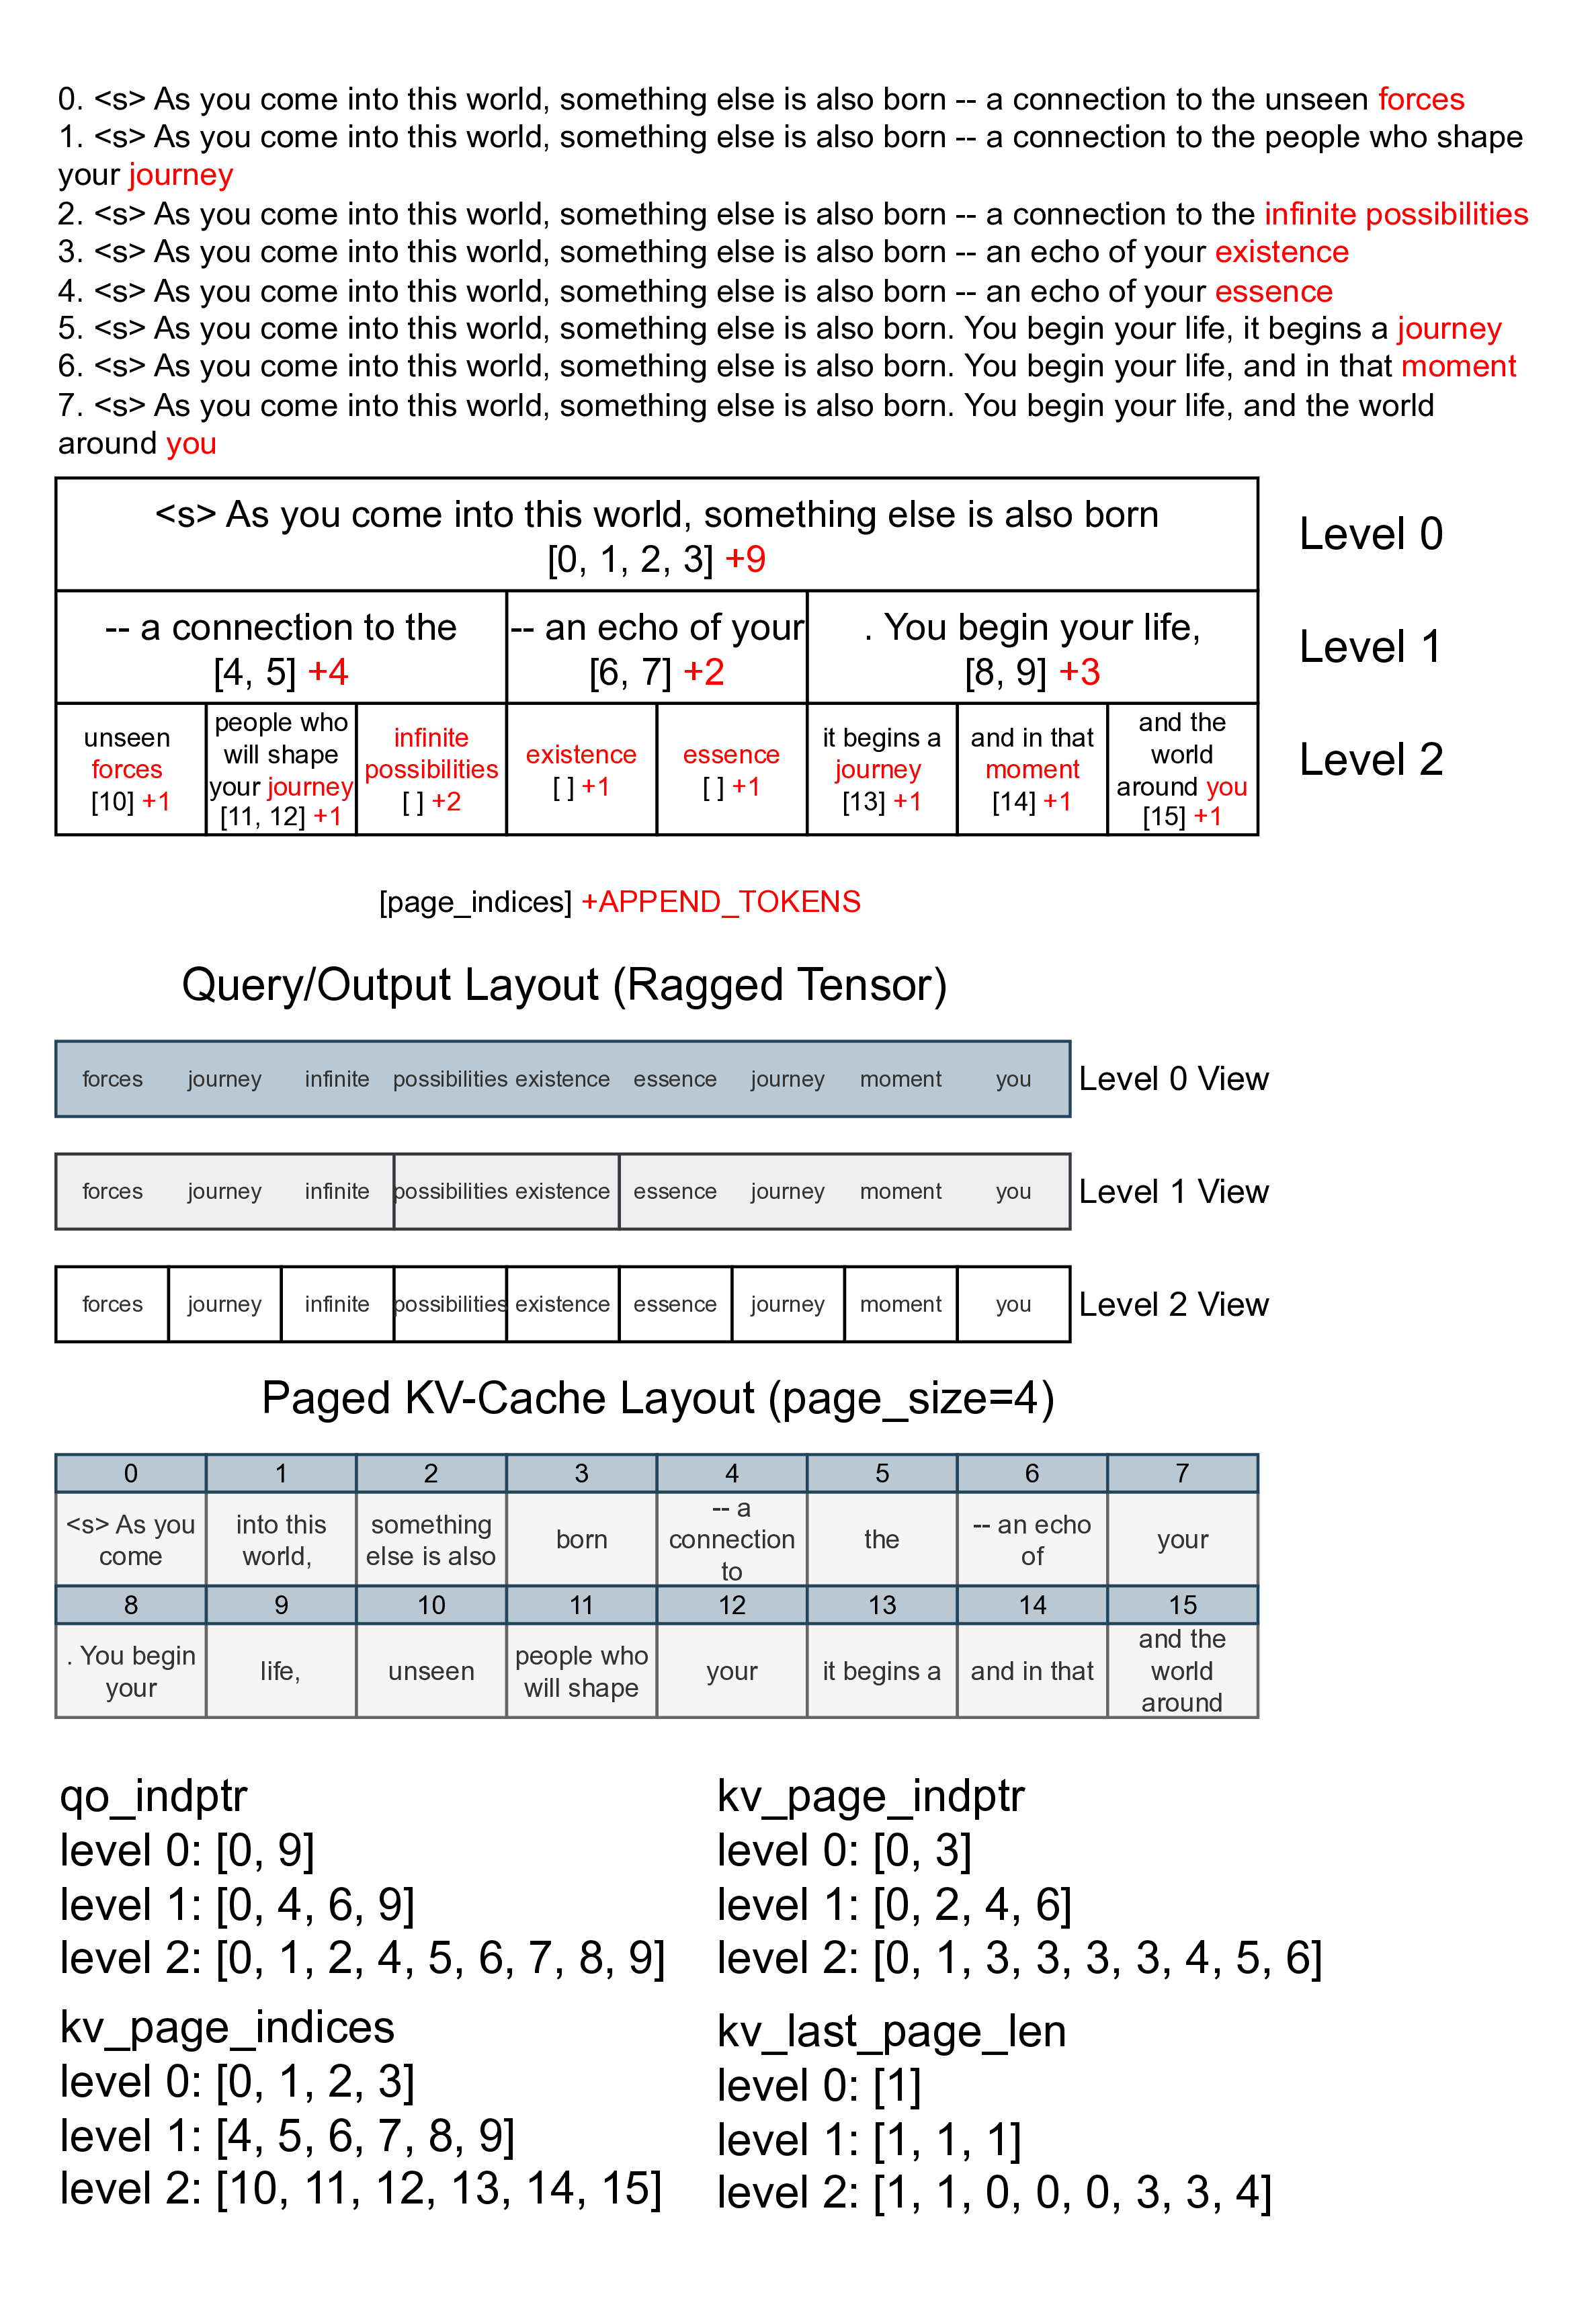 0. <s> As you come into this world, something else is also born -- a connection to the unseen forces
1. <s> As you come into this world, something else is also born -- a connection to the people who shape
your journey
2. <s> As you come into this world, something else is also born -- a connection to the infinite possibilities
3. <s> As you come into this world, something else is also born -- an echo of your existence
4. <s> As you come into this world, something else is also born -- an echo of your essence
5. <s> As you come into this world, something else is also born. You begin your life, it begins a journey
6. <s> As you come into this world, something else is also born. You begin your life, and in that moment
7. <s> As you come into this world, something else is also born. You begin your life, and the world
around you
<s> As you come into this world, something else is also born
[0, 1, 2, 3] +9
Level 0
-- a connection to the
[4, 5] +4
-- an echo of your
[6, 7] +2
. You begin your life,
[8, 9] +3
Level 1
unseen
forces
[10] +1
people who
will shape
your journey
[11, 12] +1
infinite
possibilities
[ ] +2
existence
[ ] +1
essence
[ ] +1
it begins a
journey
[13] +1
and in that
moment
[14] +1
and the
world
around you
[15] +1
Level 2
[page_indices] +APPEND_TOKENS
Query/Output Layout (Ragged Tensor)
forces journey infinite possibilities existence essence journey moment you
Level 0 View
forces journey infinite possibilities existence essence journey moment you
Level 1 View
forces journey infinite possibilities existence essence journey moment you
Level 2 View
Paged KV-Cache Layout (page_size=4)
0 1 2 3 4 5 6 7
<s> As you
come
into this
world,
something
else is also
born
-- a
connection
to
the
-- an echo
of
your
8 9 10 11 12 13 14 15
. You begin
your
life,
unseen
people who
will shape
your
it begins a
and in that
and the
world
around
qo_indptr
level 0: [0, 9]
level 1: [0, 4, 6, 9]
level 2: [0, 1, 2, 4, 5, 6, 7, 8, 9]
kv_page_indptr
level 0: [0, 3]
level 1: [0, 2, 4, 6]
level 2: [0, 1, 3, 3, 3, 3, 4, 5, 6]
kv_page_indices
level 0: [0, 1, 2, 3]
level 1: [4, 5, 6, 7, 8, 9]
level 2: [10, 11, 12, 13, 14, 15]
kv_last_page_len
level 0: [1]
level 1: [1, 1, 1]
level 2: [1, 1, 0, 0, 0, 3, 3, 4]